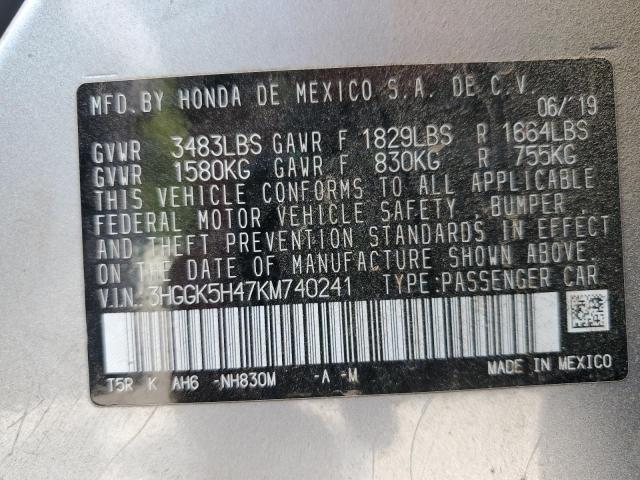 MFD. BY HONDA DE MEXICO S.A. DE C.V.
06/'19
GVWR 3483LBS GAWR F 1829LBS R 1664LBS
GVWR 1580KG GAWR F 830KG R 755KG
THIS VEHICLE CONFORMS TO ALL APPLICABLE
FEDERAL MOTOR VEHICLE SAFETY, BUMPER,
AND THEFT PREVENTION STANDARDS IN EFFECT
ON THE DATE OF MANUFACTURE SHOWN ABOVE.
V.I.N.: 3HGGK5H47KM740241 TYPE:PASSENGER CAR
T5R K AH6 -NH830M -A -M
MADE IN MEXICO